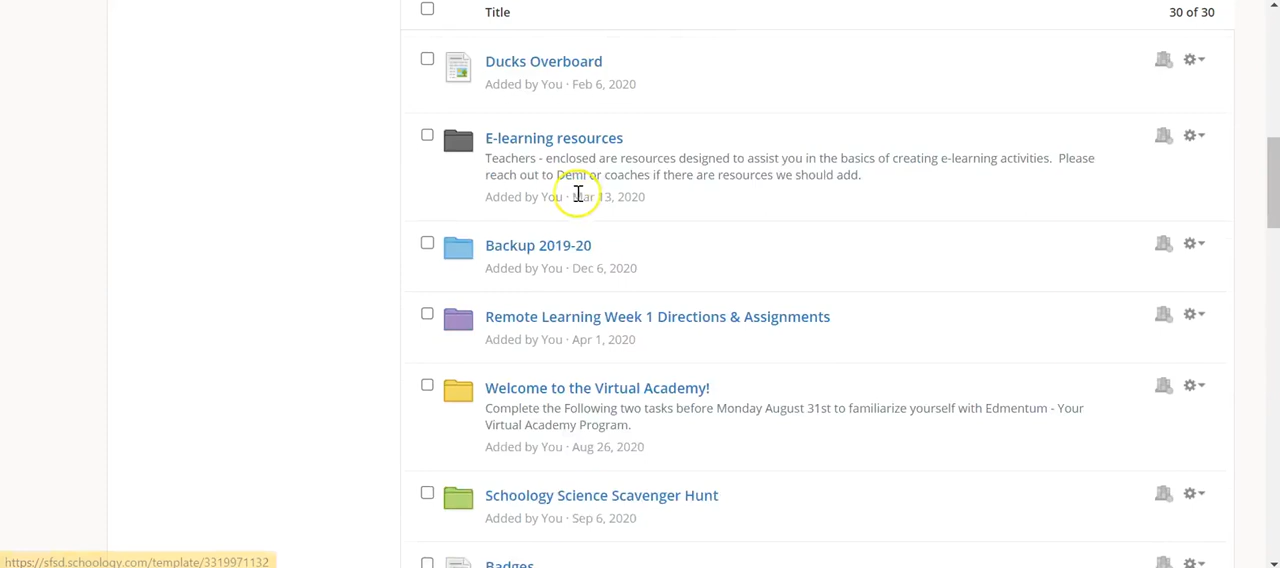 Title
30 of 30
Ducks Overboard
Added by You · Feb 6, 2020
E-learning resources
Teachers - enclosed are resources designed to assist you in the basics of creating e-learning activities. Please
reach out to Demi or coaches if there are resources we should add.
Added by You · Mar 13, 2020
Backup 2019-20
Added by You · Dec 6, 2020
Remote Learning Week 1 Directions & Assignments
Added by You · Apr 1, 2020
Welcome to the Virtual Academy!
Complete the Following two tasks before Monday August 31st to familiarize yourself with Edmentum - Your
Virtual Academy Program.
Added by You · Aug 26, 2020
Schoology Science Scavenger Hunt
Added by You · Sep 6, 2020
Badges
https://sfsd.schoology.com/template/3319971132